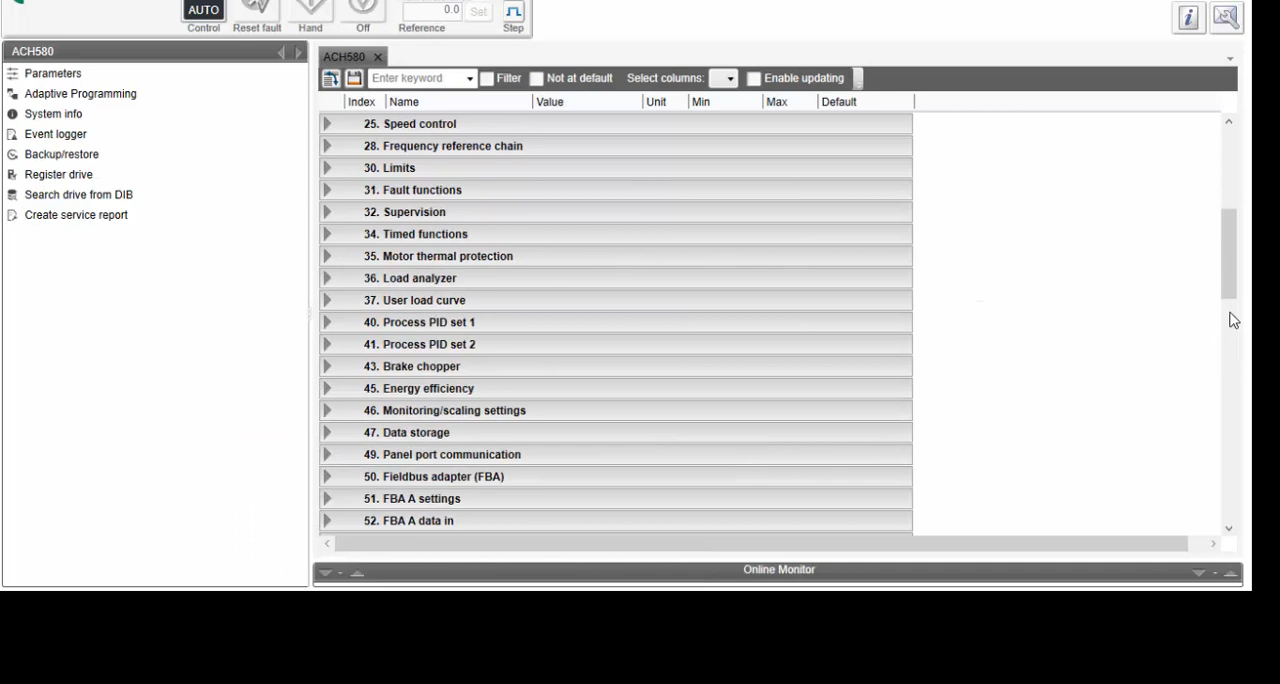 AUTO
0.0 Set
Control Reset fault Hand Off Reference Step
ACH580
Parameters
Adaptive Programming
System info
Event logger
Backup/restore
Register drive
Search drive from DIB
Create service report
ACH580
Enter keyword Filter Not at default Select columns: Enable updating
Index Name Value Unit Min Max Default
25. Speed control
28. Frequency reference chain
30. Limits
31. Fault functions
32. Supervision
34. Timed functions
35. Motor thermal protection
36. Load analyzer
37. User load curve
40. Process PID set 1
41. Process PID set 2
43. Brake chopper
45. Energy efficiency
46. Monitoring/scaling settings
47. Data storage
49. Panel port communication
50. Fieldbus adapter (FBA)
51. FBA A settings
52. FBA A data in
Online Monitor